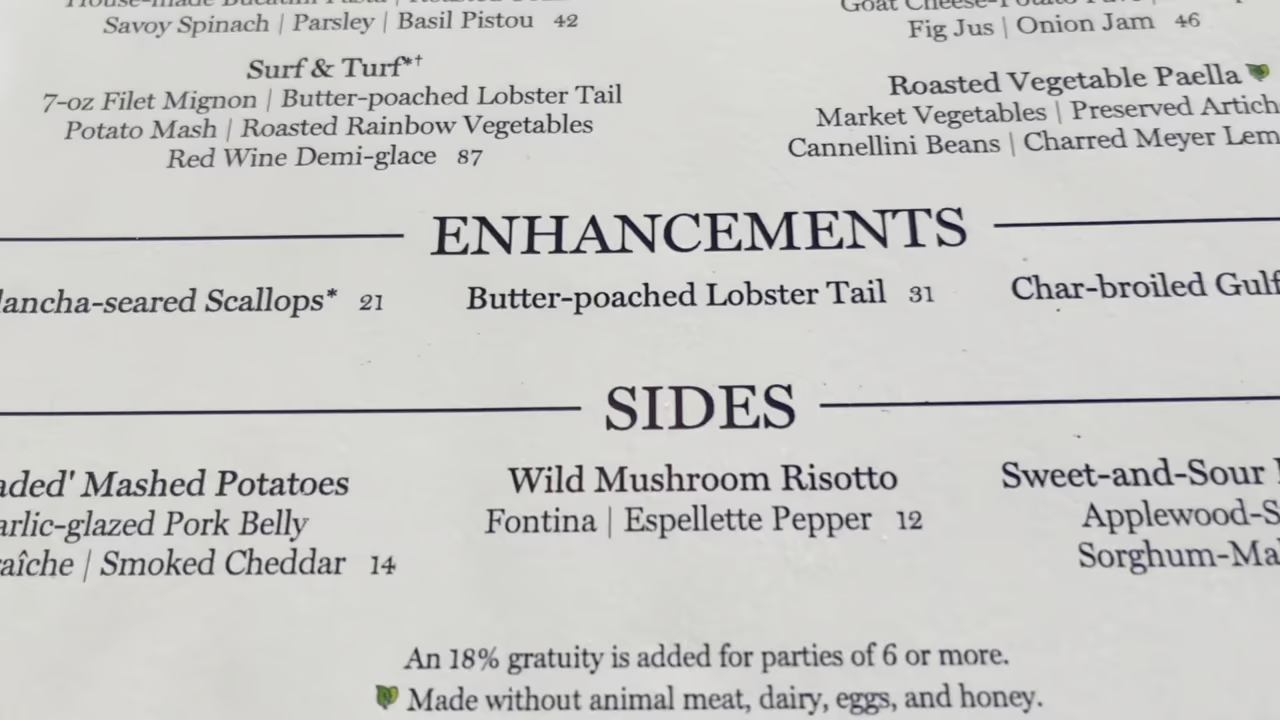 Savoy Spinach | Parsley | Basil Pistou 42
Surf & Turf*†
7-oz Filet Mignon | Butter-poached Lobster Tail
Potato Mash | Roasted Rainbow Vegetables
Red Wine Demi-glace 87
Fig Jus | Onion Jam 46
Roasted Vegetable Paella
Market Vegetables | Preserved Artich
Cannellini Beans | Charred Meyer Lem
ENHANCEMENTS
lancha-seared Scallops* 21
Butter-poached Lobster Tail 31
Char-broiled Gulf
SIDES
aded' Mashed Potatoes
arlic-glazed Pork Belly
aîche | Smoked Cheddar 14
Wild Mushroom Risotto
Fontina | Espellette Pepper 12
Sweet-and-Sour
Applewood-S
Sorghum-Ma
An 18% gratuity is added for parties of 6 or more.
Made without animal meat, dairy, eggs, and honey.